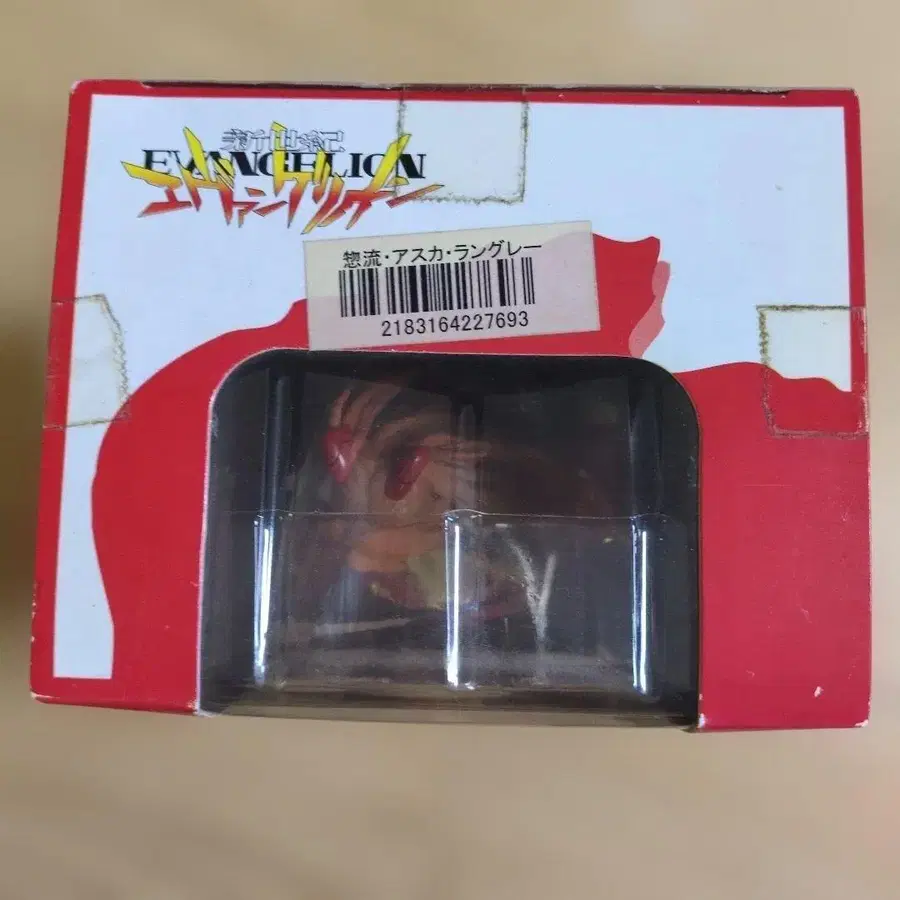 新世紀
EVANGELION
エヴァンゲリオン
惣流・アスカ・ラングレー
2183164227693